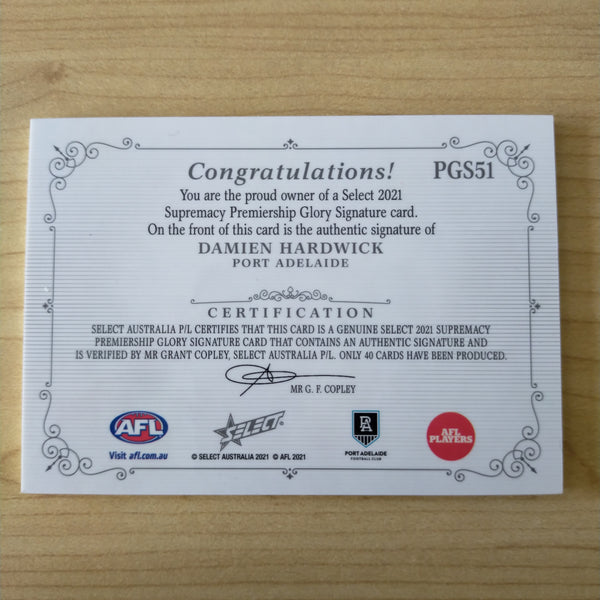 Congratulations! PGS51
You are the proud owner of a Select 2021
Supremacy Premiership Glory Signature card.
On the front of this card is the authentic signature of
DAMIEN HARDWICK
PORT ADELAIDE
CERTIFICATION
SELECT AUSTRALIA P/L CERTIFIES THAT THIS CARD IS A GENUINE SELECT 2021 SUPREMACY
PREMIERSHIP GLORY SIGNATURE CARD THAT CONTAINS AN AUTHENTIC SIGNATURE AND
IS VERIFIED BY MR GRANT COPLEY, SELECT AUSTRALIA P/L. ONLY 40 CARDS HAVE BEEN PRODUCED.
MR G. F. COPLEY
AFL
Visit afl.com.au
SELECT
© SELECT AUSTRALIA 2021 © AFL 2021
PA
PORT ADELAIDE
FOOTBALL CLUB
AFL
PLAYERS